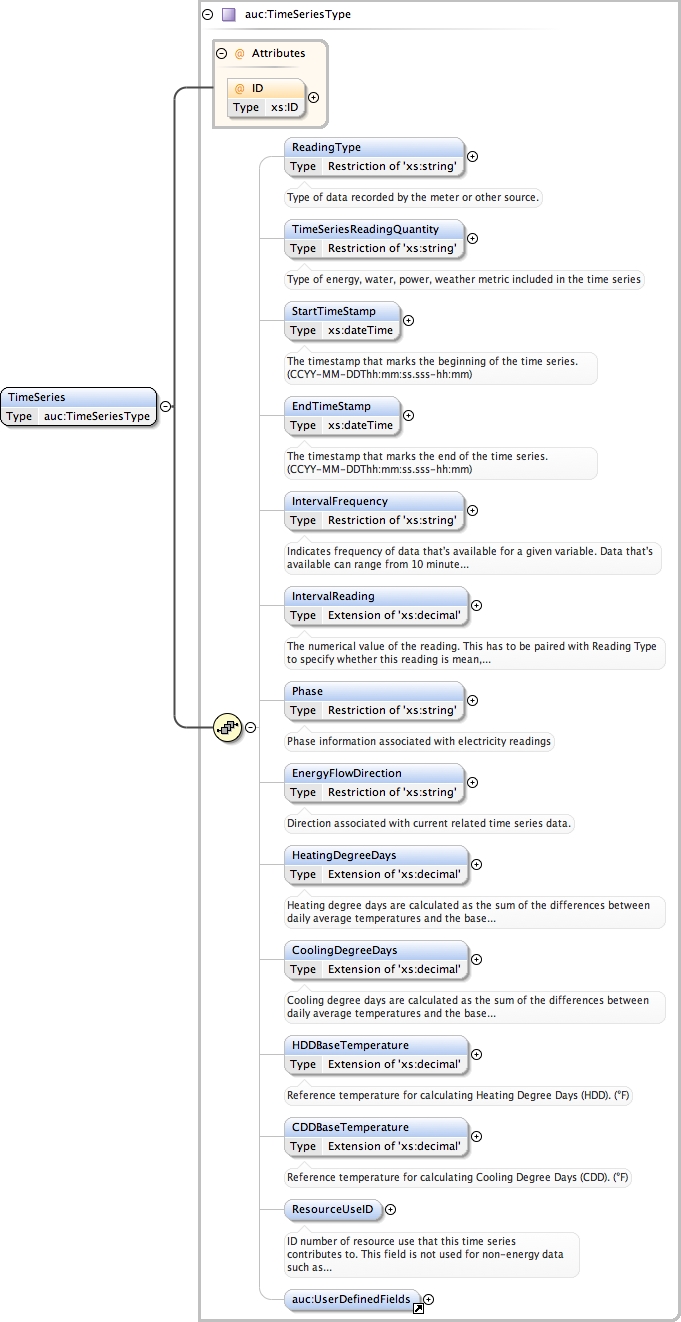 auc:TimeSeriesType
@ Attributes
@ ID
Type xs:ID
ReadingType
Type Restriction of 'xs:string'
Type of data recorded by the meter or other source.
TimeSeriesReadingQuantity
Type Restriction of 'xs:string'
Type of energy, water, power, weather metric included in the time series
StartTimeStamp
Type xs:dateTime
The timestamp that marks the beginning of the time series.
(CCYY-MM-DDThh:mm:ss.sss-hh:mm)
TimeSeries
Type auc:TimeSeriesType
EndTimeStamp
Type xs:dateTime
The timestamp that marks the end of the time series.
(CCYY-MM-DDThh:mm:ss.sss-hh:mm)
IntervalFrequency
Type Restriction of 'xs:string'
Indicates frequency of data that's available for a given variable. Data that's
available can range from 10 minute...
IntervalReading
Type Extension of 'xs:decimal'
The numerical value of the reading. This has to be paired with Reading Type
to specify whether this reading is mean,...
Phase
Type Restriction of 'xs:string'
Phase information associated with electricity readings
EnergyFlowDirection
Type Restriction of 'xs:string'
Direction associated with current related time series data.
HeatingDegreeDays
Type Extension of 'xs:decimal'
Heating degree days are calculated as the sum of the differences between
daily average temperatures and the base...
CoolingDegreeDays
Type Extension of 'xs:decimal'
Cooling degree days are calculated as the sum of the differences between
daily average temperatures and the base...
HDDBaseTemperature
Type Extension of 'xs:decimal'
Reference temperature for calculating Heating Degree Days (HDD). (°F)
CDDBaseTemperature
Type Extension of 'xs:decimal'
Reference temperature for calculating Cooling Degree Days (CDD). (°F)
ResourceUseID
ID number of resource use that this time series
contributes to. This field is not used for non-energy data
such as...
auc:UserDefinedFields